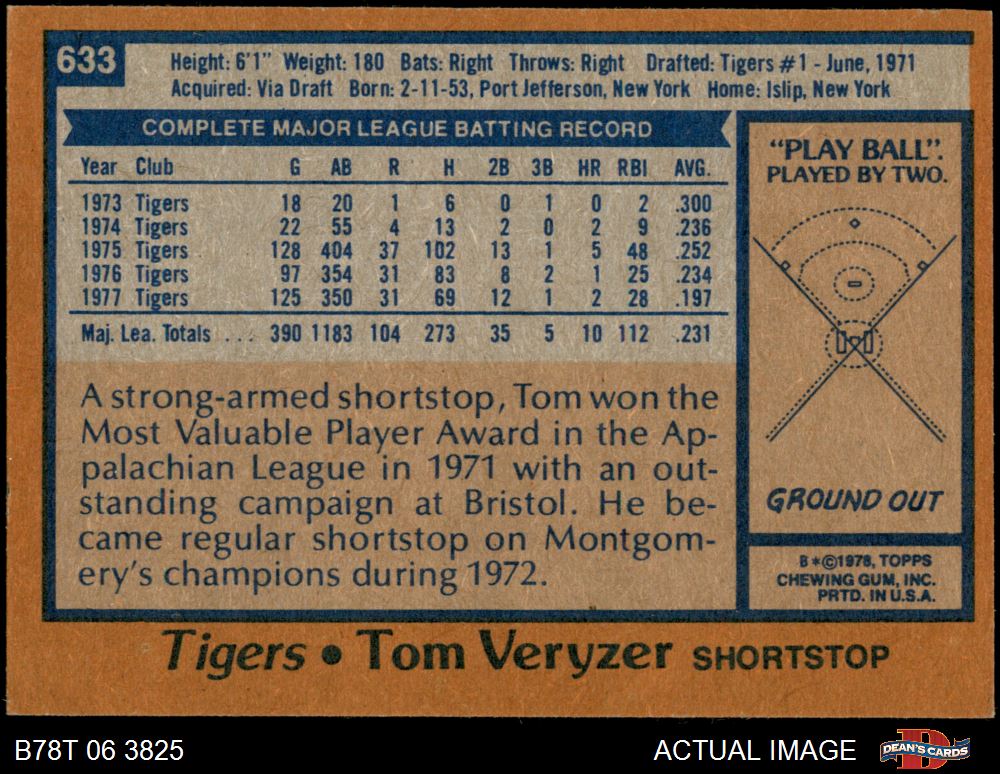 633
Height: 6'1" Weight: 180 Bats: Right Throws: Right Drafted: Tigers #1 - June, 1971
Acquired: Via Draft Born: 2-11-53, Port Jefferson, New York Home: Islip, New York
COMPLETE MAJOR LEAGUE BATTING RECORD
Year Club G AB R H 2B 3B HR RBI AVG.
1973 Tigers 18 20 1 6 0 1 0 2 .300
1974 Tigers 22 55 4 13 2 0 2 9 .236
1975 Tigers 128 404 37 102 13 1 5 48 .252
1976 Tigers 97 354 31 83 8 2 1 25 .234
1977 Tigers 125 350 31 69 12 1 2 28 .197
Maj. Lea. Totals . . . 390 1183 104 273 35 5 10 112 .231
A strong-armed shortstop, Tom won the
Most Valuable Player Award in the Ap-
palachian League in 1971 with an out-
standing campaign at Bristol. He be-
came regular shortstop on Montgom-
ery's champions during 1972.
"PLAY BALL".
PLAYED BY TWO.
GROUND OUT
B*©1978, TOPPS
CHEWING GUM, INC.
PRTD. IN U.S.A.
Tigers • Tom Veryzer SHORTSTOP
B78T 06 3825
ACTUAL IMAGE
DEAN'S CARDS